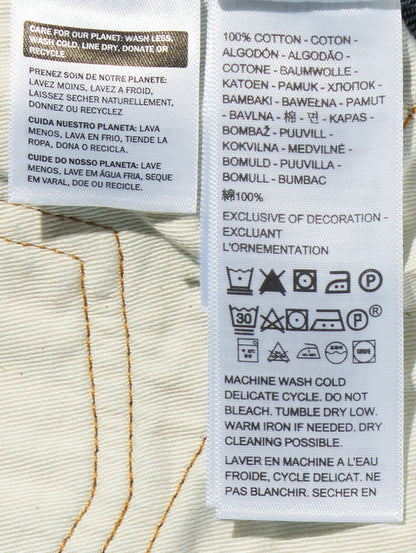 CARE FOR OUR PLANET: WASH LESS,
WASH COLD, LINE DRY, DONATE OR
RECYCLE
PRENEZ SOIN DE NOTRE PLANETE:
LAVEZ MOINS, LAVEZ A FROID,
LAISSEZ SECHER NATURELLEMENT,
DONNEZ OU RECYCLEZ
CUIDA NUESTRO PLANETA: LAVA
MENOS, LAVA EN FRIO, TIENDE LA
ROPA, DONA O RECICLA.
CUIDE DO NOSSO PLANETA: LAVE
MENOS, LAVE EM ÁGUA FRIA, SEQUE
EM VARAL, DOE OU RECICLE.
100% COTTON - COTON -
ALGODÓN - ALGODÃO -
COTONE - BAUMWOLLE -
KATOEN - PAMUK - ХЛОПОК -
BAMBAKI - BAWEŁNA - PAMUT
- BAVLNA - 棉 - 면 - KAPAS -
BOMBAŽ - PUUVILL -
KOKVILNA - MEDVILNĖ -
BOMULD - PUUVILLA -
BOMULL - BUMBAC
綿100%
EXCLUSIVE OF DECORATION -
EXCLUANT
L'ORNEMENTATION
P
30 P ®
MACHINE WASH COLD
DELICATE CYCLE. DO NOT
BLEACH. TUMBLE DRY LOW.
WARM IRON IF NEEDED. DRY
CLEANING POSSIBLE.
LAVER EN MACHINE A L'EAU
FROIDE, CYCLE DELICAT. NE
PAS BLANCHIR. SECHER EN